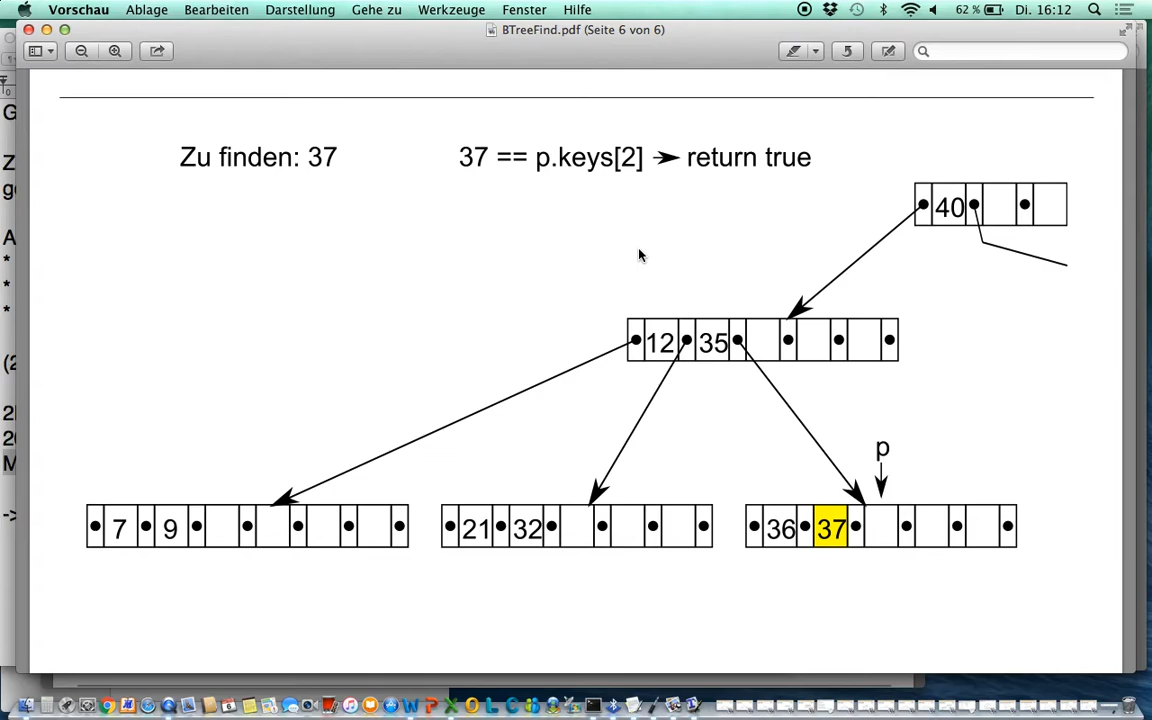 Vorschau Ablage Bearbeiten Darstellung Gehe zu Werkzeuge Fenster Hilfe 62 % Di. 16:12
BTreeFind.pdf (Seite 6 von 6)
Zu finden: 37 37 == p.keys[2] → return true
40
12 35
p
7 9 21 32 36 37